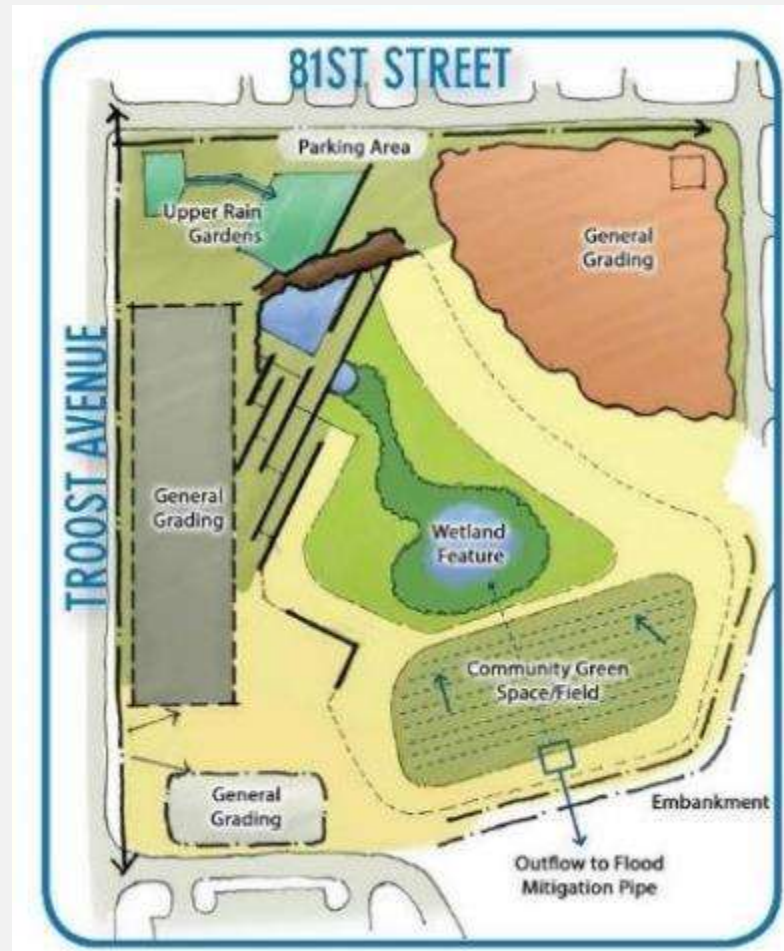 81ST STREET
Parking Area
Upper Rain
Gardens
General
Grading
TROOST AVENUE
General
Grading
Wetland
Feature
Community Green
Space/Field
General
Grading
Embankment
Outflow to Flood
Mitigation Pipe